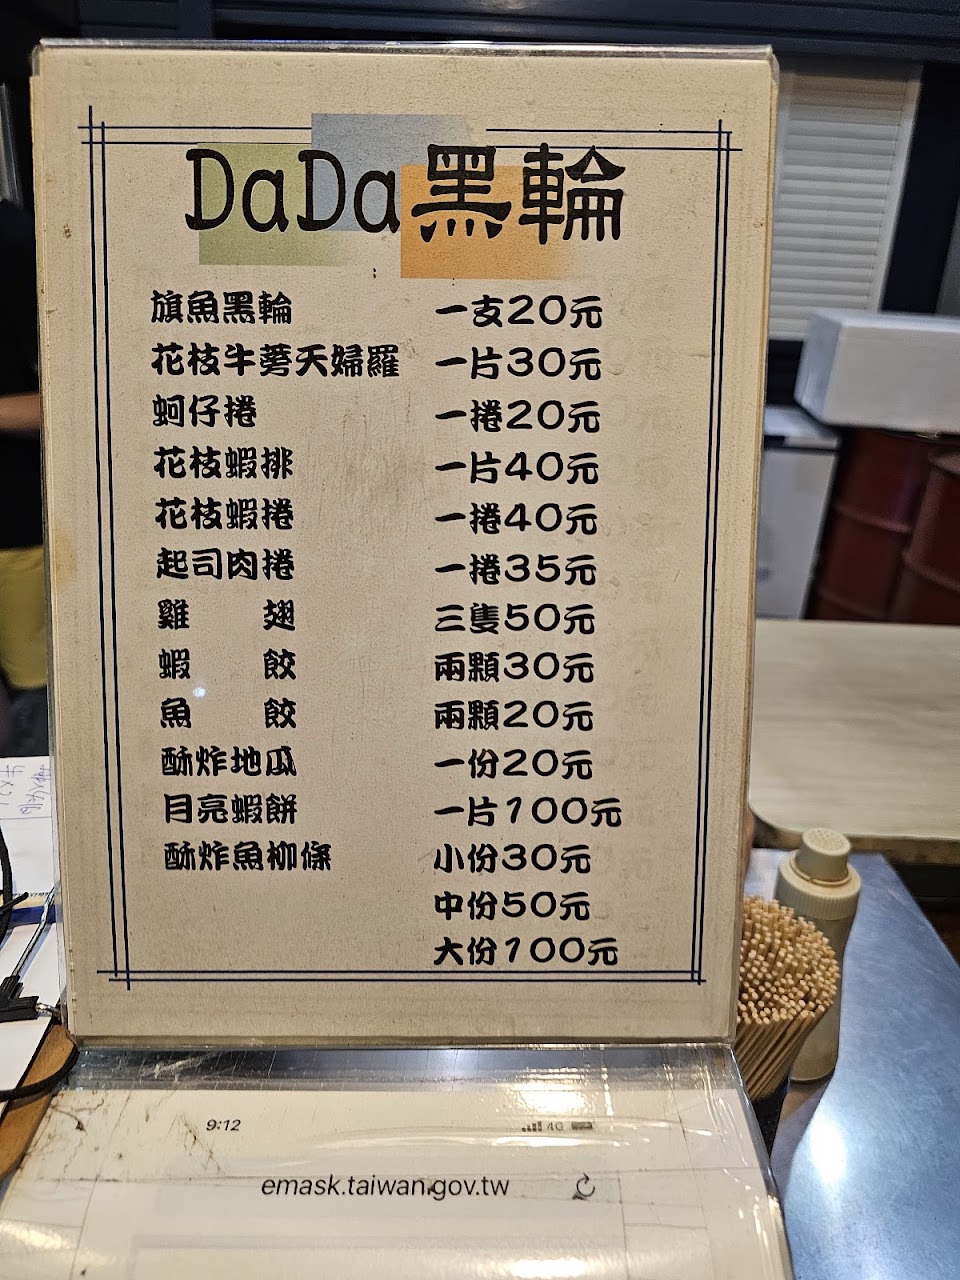 DaDa黑輪
旗魚黑輪 一支20元
花枝牛蒡天婦羅 一片30元
蚵仔捲 一捲20元
花枝蝦排 一片40元
花枝蝦捲 一捲40元
起司肉捲 一捲35元
雞 翅 三隻50元
蝦 餃 兩顆30元
魚 餃 兩顆20元
酥炸地瓜 一份20元
月亮蝦餅 一片100元
酥炸魚柳條 小份30元
中份50元
大份100元
9:12 4G
emask.taiwan.gov.tw